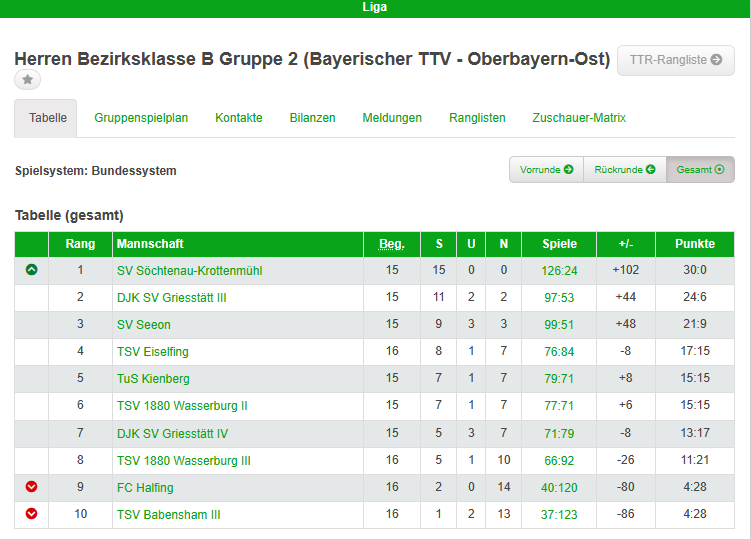 Liga
Herren Bezirksklasse B Gruppe 2 (Bayerischer TTV - Oberbayern-Ost) TTR-Rangliste
Tabelle Gruppenspielplan Kontakte Bilanzen Meldungen Ranglisten Zuschauer-Matrix
Spielsystem: Bundessystem Vorrunde Rückrunde Gesamt
Tabelle (gesamt)
Rang Mannschaft Beg. S U N Spiele +/- Punkte
1 SV Söchtenau-Krottenmühl 15 15 0 0 126:24 +102 30:0
2 DJK SV Griesstätt III 15 11 2 2 97:53 +44 24:6
3 SV Seeon 15 9 3 3 99:51 +48 21:9
4 TSV Eiselfing 16 8 1 7 76:84 -8 17:15
5 TuS Kienberg 15 7 1 7 79:71 +8 15:15
6 TSV 1880 Wasserburg II 15 7 1 7 77:71 +6 15:15
7 DJK SV Griesstätt IV 15 5 3 7 71:79 -8 13:17
8 TSV 1880 Wasserburg III 16 5 1 10 66:92 -26 11:21
9 FC Halfing 16 2 0 14 40:120 -80 4:28
10 TSV Babensham III 16 1 2 13 37:123 -86 4:28